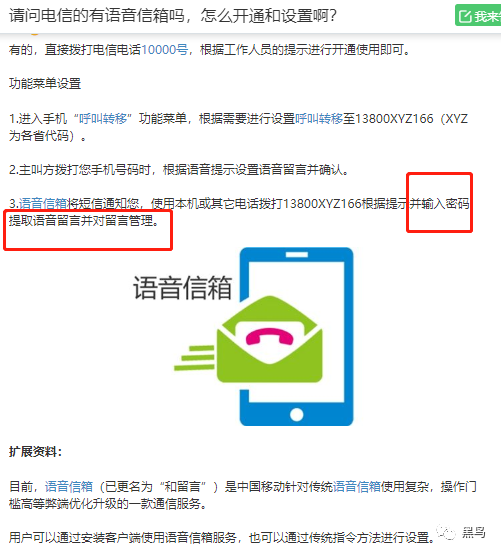 请问电信的有语音信箱吗，怎么开通和设置啊？
我来
有的，直接拨打电信电话10000号，根据工作人员的提示进行开通使用即可。
功能菜单设置
1.进入手机“呼叫转移”功能菜单，根据需要进行设置呼叫转移至13800XYZ166（XYZ
为各省代码）。
2.主叫方拨打您手机号码时，根据语音提示设置语音留言并确认。
3.语音信箱将短信通知您，使用本机或其它电话拨打13800XYZ166根据提示并输入密码
提取语音留言并对留言管理。
语音信箱
扩展资料：
目前，语音信箱（已更名为“和留言”）是中国移动针对传统语音信箱使用复杂，操作门
槛高等弊端优化升级的一款通信服务。
用户可以通过安装客户端使用语音信箱服务，也可以通过传统指令方法进行设置。
黑鸟